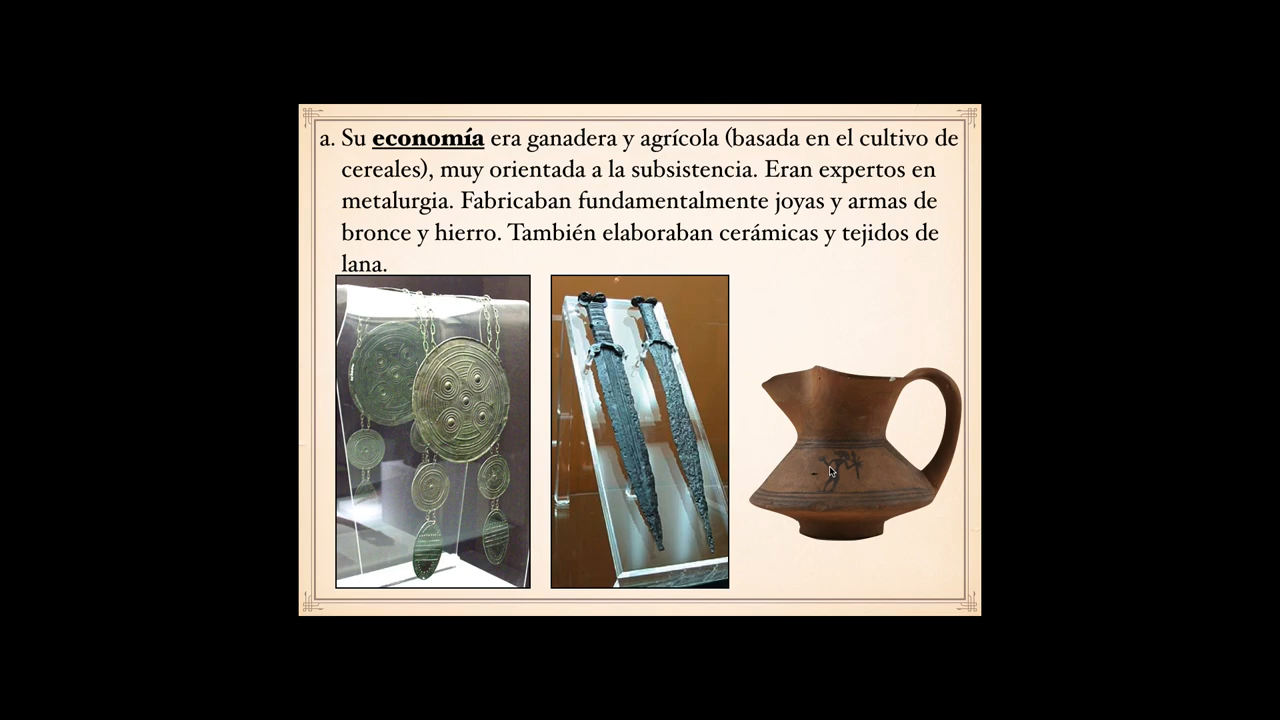 a. Su economía era ganadera y agrícola (basada en el cultivo de
cereales), muy orientada a la subsistencia. Eran expertos en
metalurgia. Fabricaban fundamentalmente joyas y armas de
bronce y hierro. También elaboraban cerámicas y tejidos de
lana.